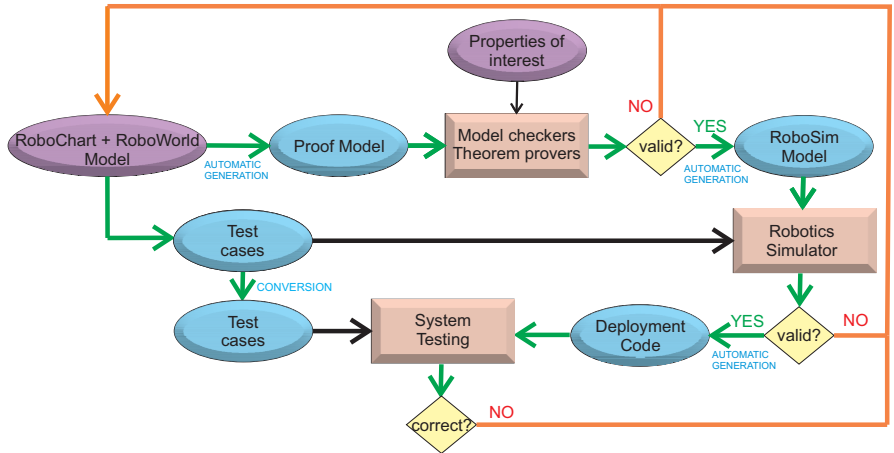 Properties of
interest
NO
RoboChart + RoboWorld
Model
AUTOMATIC
GENERATION
Proof Model
Model checkers
Theorem provers
valid?
YES
AUTOMATIC
GENERATION
RoboSim
Model
Test
cases
Robotics
Simulator
CONVERSION
Test
cases
System
Testing
Deployment
Code
YES
AUTOMATIC
GENERATION
valid?
NO
correct?
NO